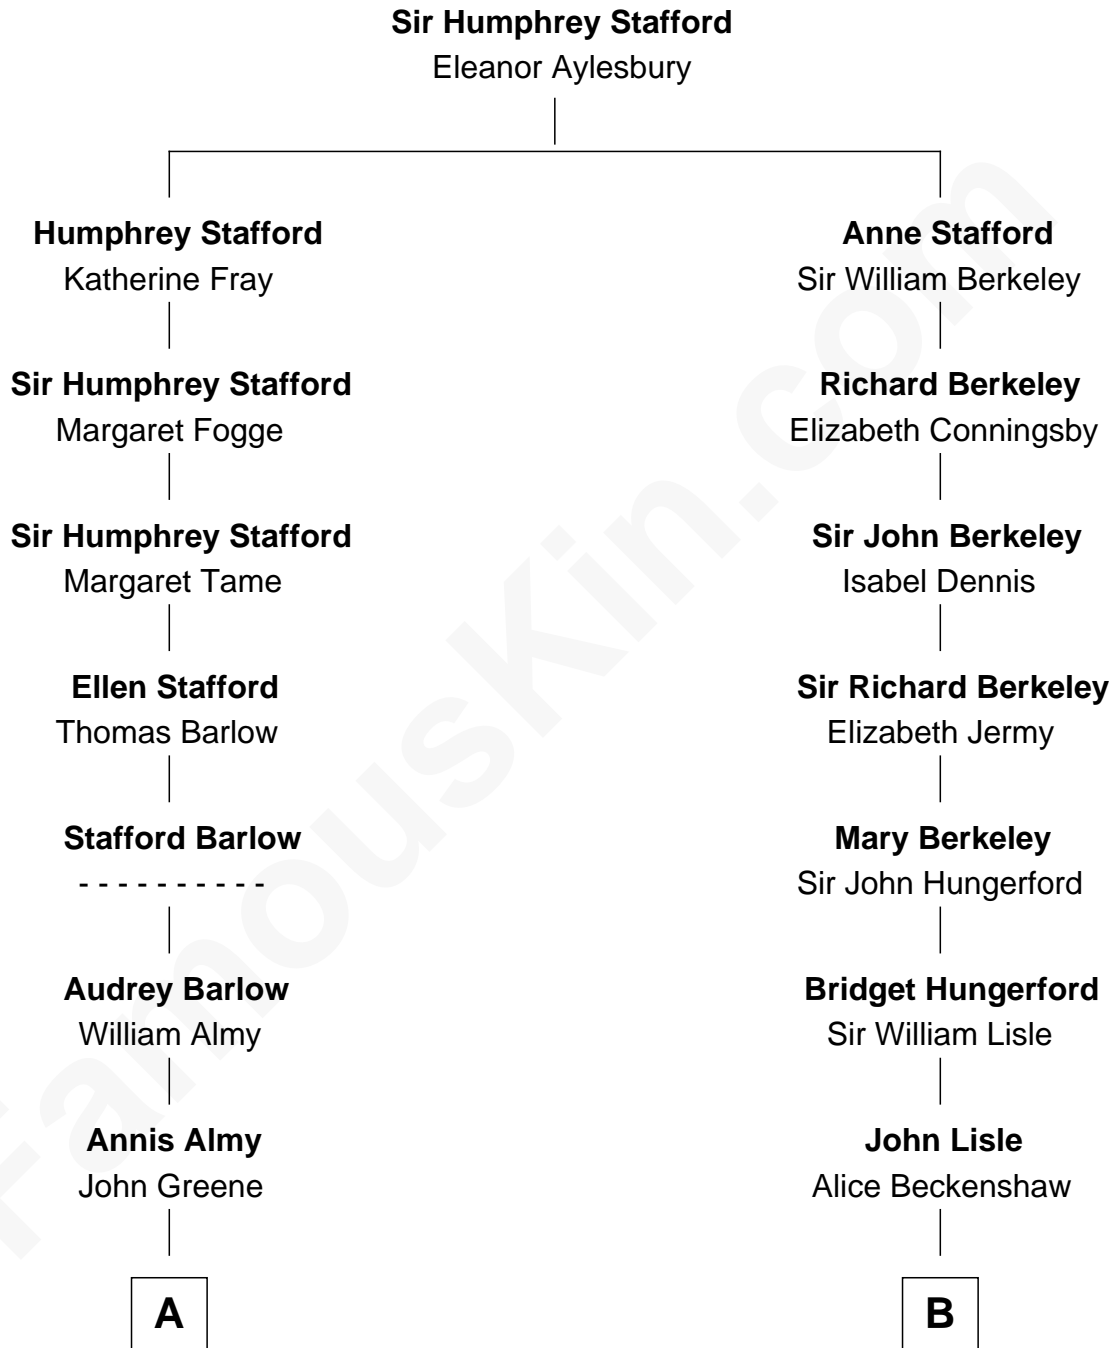 Sir Humphrey Stafford
Eleanor Aylesbury
Humphrey Stafford
Katherine Fray
Anne Stafford
Sir William Berkeley
Sir Humphrey Stafford
Margaret Fogge
Richard Berkeley
Elizabeth Conningsby
Sir Humphrey Stafford
Margaret Tame
Sir John Berkeley
Isabel Dennis
Ellen Stafford
Thomas Barlow
Sir Richard Berkeley
Elizabeth Jermy
Stafford Barlow
- - - - - - - - - -
Mary Berkeley
Sir John Hungerford
Audrey Barlow
William Almy
Bridget Hungerford
Sir William Lisle
Annis Almy
John Greene
John Lisle
Alice Beckenshaw
A
B
FamousKin.com